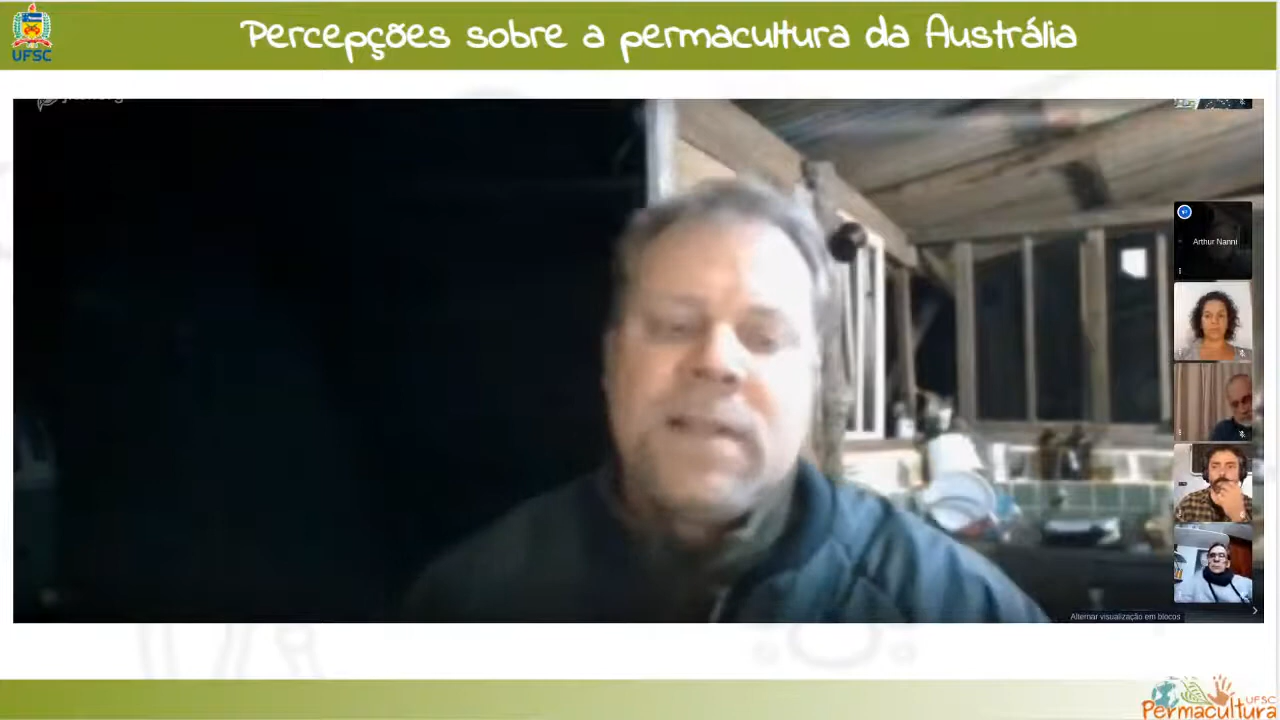 UFSC
Percepções sobre a permacultura da Austrália
Arthur Nanni
Alternar visualização em blocos
UFSC
Permacultura